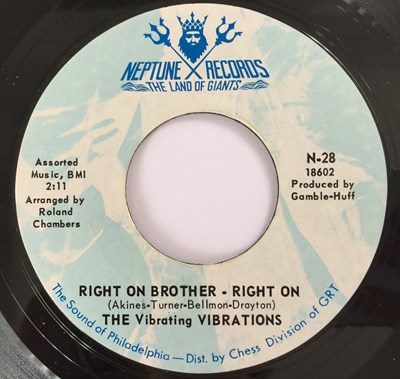 NEPTUNE RECORDS
THE LAND OF GIANTS
Assorted
Music, BMI
2:11
Arranged by
Roland
Chambers
N-28
18602
Produced by
Gamble-Huff
RIGHT ON BROTHER - RIGHT ON
(Akines-Turner-Bellmon-Drayton)
THE Vibrating VIBRATIONS
The Sound of Philadelphia — Dist. by Chess Division of GRT